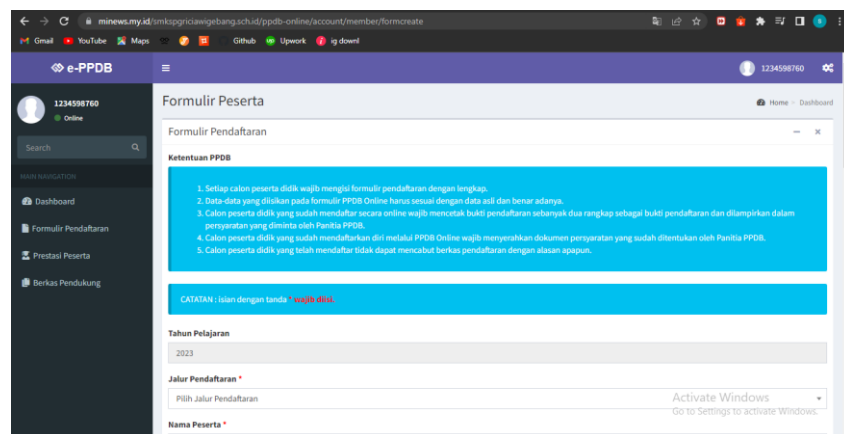 minews.my.id/smkspgriciawigebang.sch.id/ppdb-online/account/member/formcreate
Gmail YouTube Maps Github Upwork ig downl
e-PPDB
1234598760
1234598760
Online
Formulir Peserta
Home - Dashboard
Search
MAIN NAVIGATION
Dashboard
Formulir Pendaftaran
Prestasi Peserta
Berkas Pendukung
Formulir Pendaftaran
Ketentuan PPDB
1. Setiap calon peserta didik wajib mengisi formulir pendaftaran dengan lengkap.
2. Data-data yang diisikan pada formulir PPDB Online harus sesuai dengan data asli dan benar adanya.
3. Calon peserta didik yang sudah mendaftar secara online wajib mencetak bukti pendaftaran sebanyak dua rangkap sebagai bukti pendaftaran dan dilampirkan dalam
persyaratan yang diminta oleh Panitia PPDB.
4. Calon peserta didik yang sudah mendaftarkan diri melalui PPDB Online wajib menyerahkan dokumen persyaratan yang sudah ditentukan oleh Panitia PPDB.
5. Calon peserta didik yang telah mendaftar tidak dapat mencabut berkas pendaftaran dengan alasan apapun.
CATATAN : isian dengan tanda * wajib diisi.
Tahun Pelajaran
2023
Jalur Pendaftaran *
Pilih Jalur Pendaftaran
Nama Peserta *
Activate Windows
Go to Settings to activate Windows.